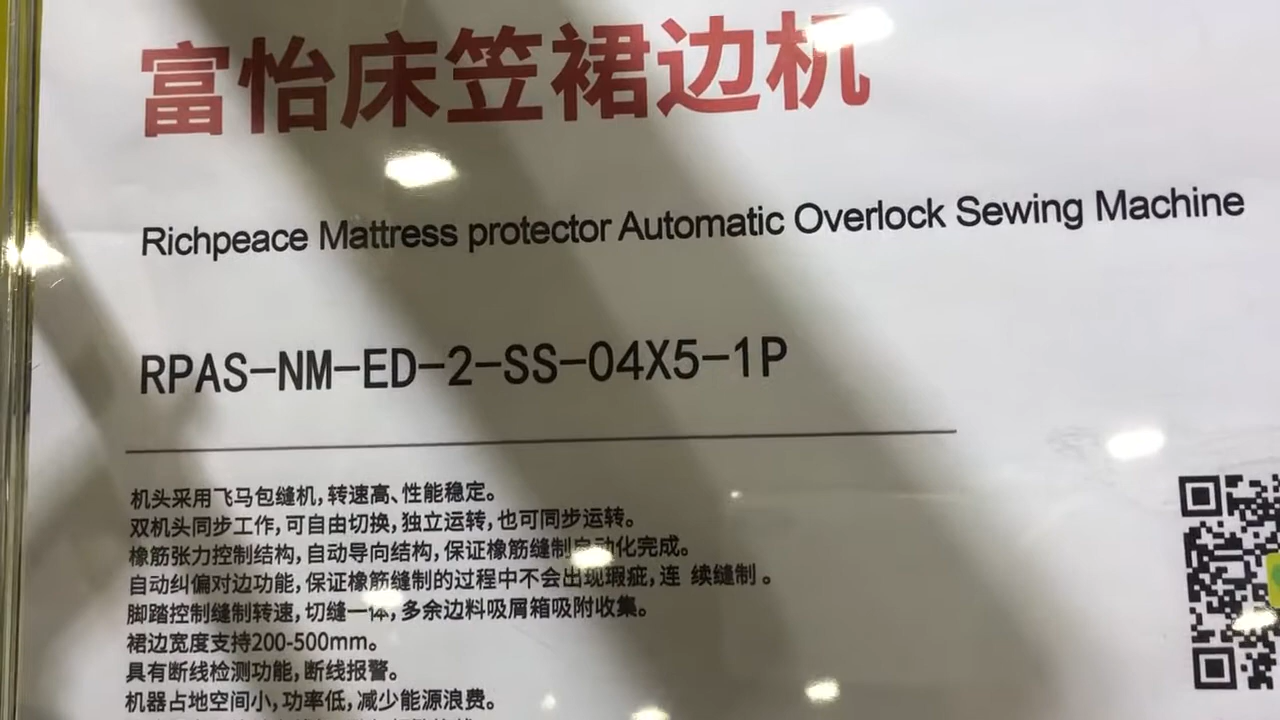 富怡床笠裙边机
Richpeace Mattress protector Automatic Overlock Sewing Machine
RPAS-NM-ED-2-SS-04X5-1P
机头采用飞马包缝机,转速高、性能稳定。
双机头同步工作,可自由切换,独立运转,也可同步运转。
橡筋张力控制结构,自动导向结构,保证橡筋缝制自动化完成。
自动纠偏对边功能,保证橡筋缝制的过程中不会出现瑕疵,连 续缝制 。
脚踏控制缝制转速,切缝一体,多余边料吸屑箱吸附收集。
裙边宽度支持200-500mm。
具有断线检测功能,断线报警。
机器占地空间小,功率低,减少能源浪费。